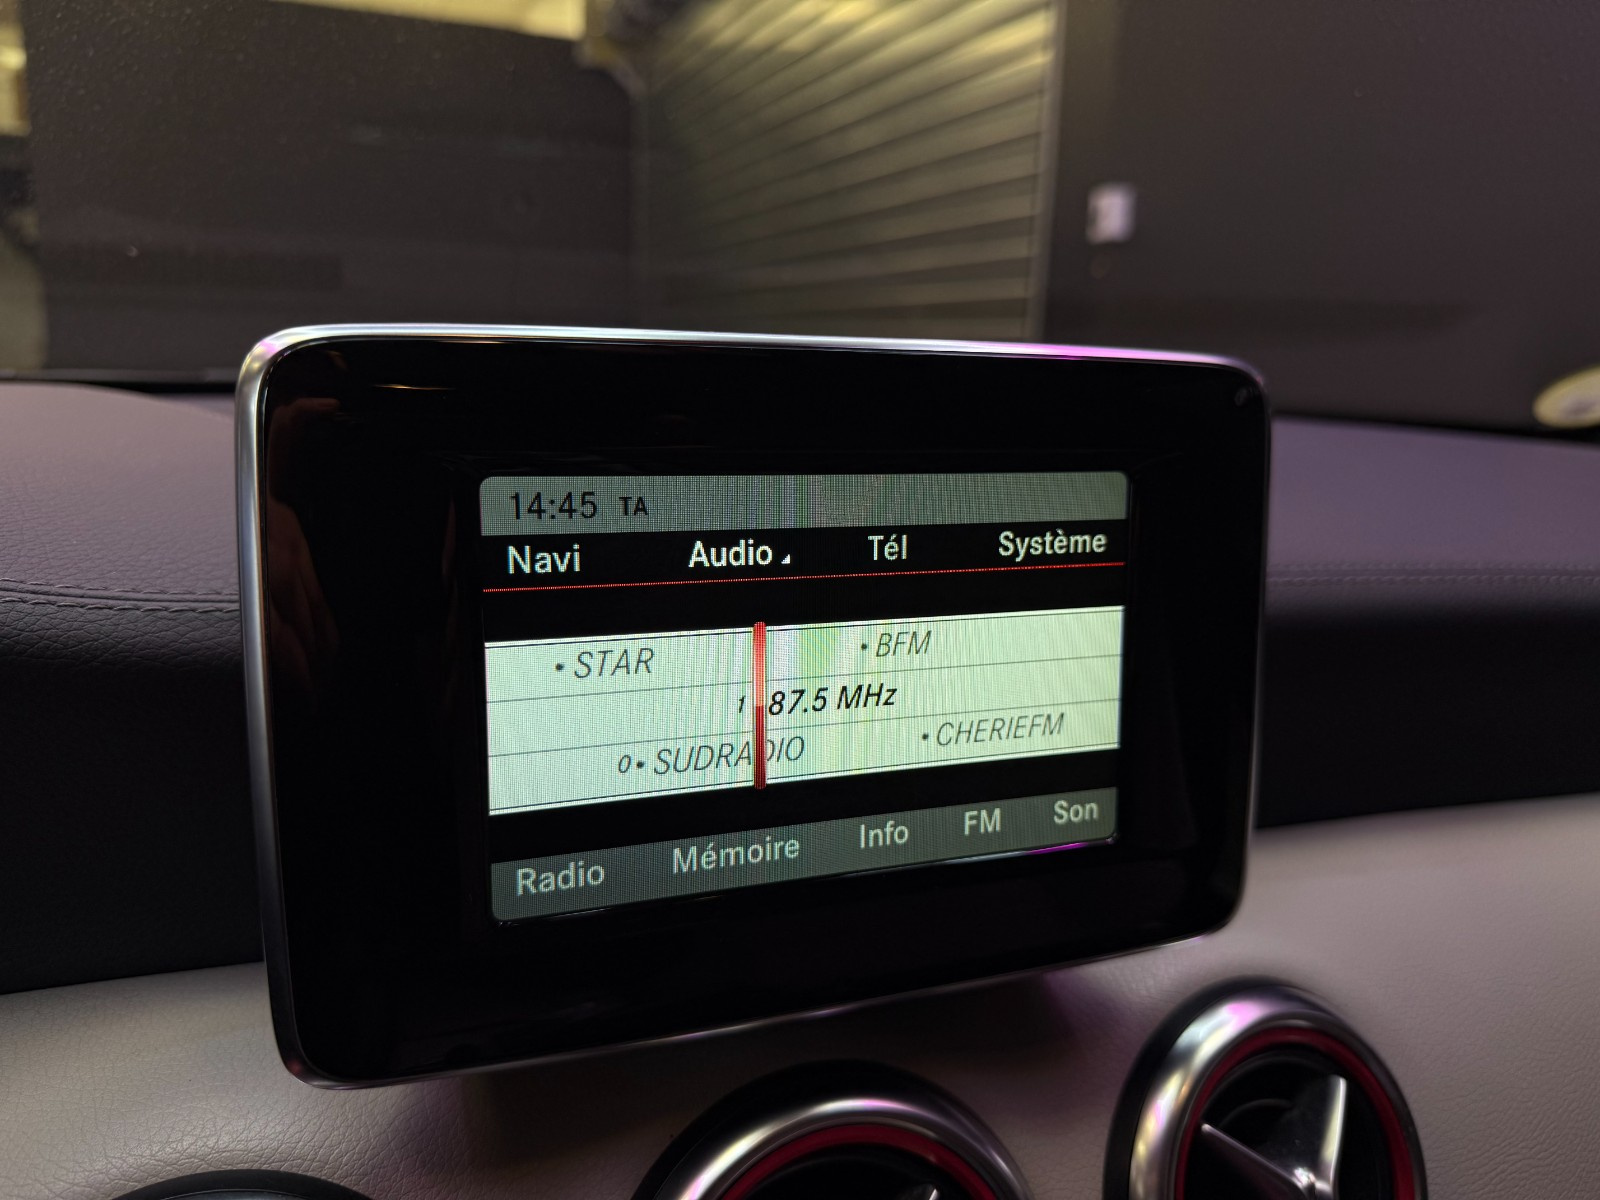 14:45 TA
Navi Audio Tél Système
• STAR • BFM
1 87.5 MHz
0• SUDRADIO • CHERIEFM
Radio Mémoire Info FM Son